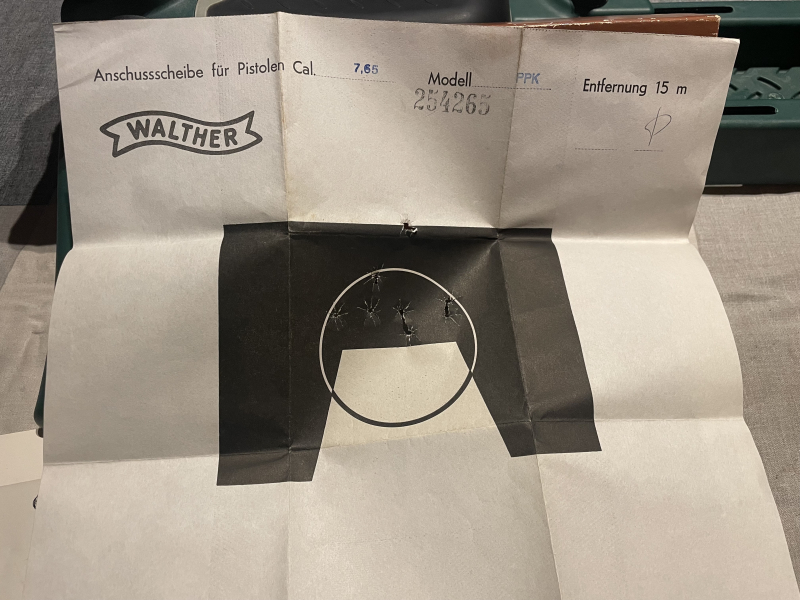 Anschussscheibe für Pistolen Cal. 7,65 Modell PPK Entfernung 15 m
254265
WALTHER